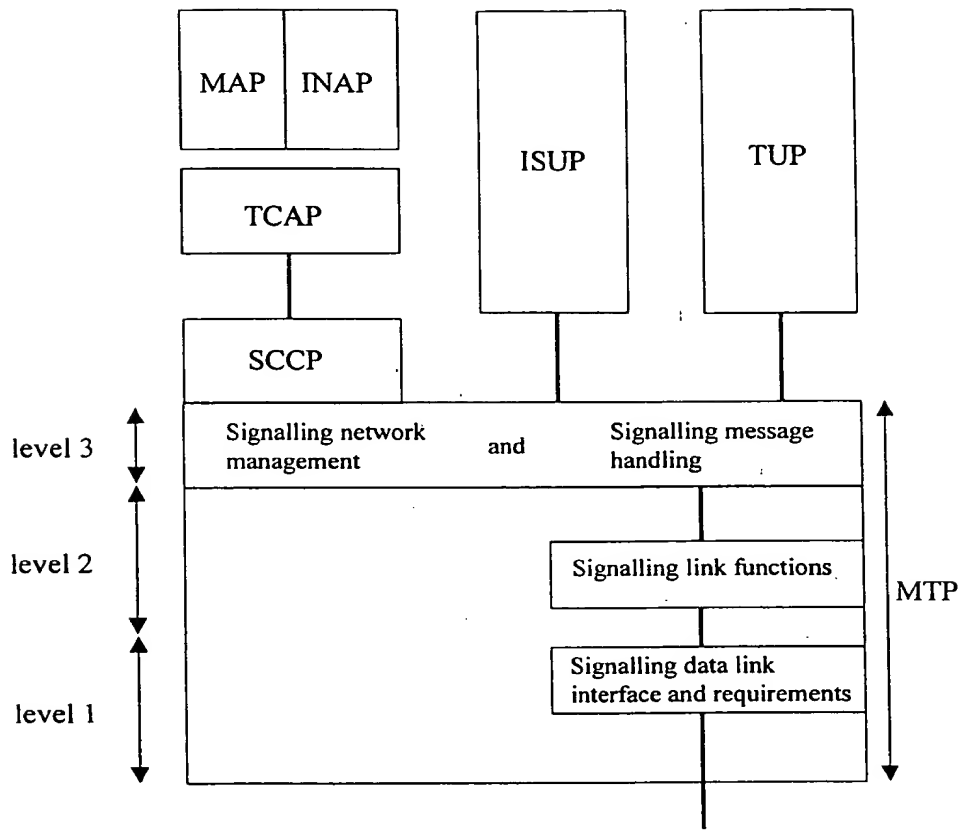 MAP INAP
ISUP
TUP
TCAP
SCCP
level 3
Signalling network
management
and
Signalling message
handling
level 2
Signalling link functions
MTP
Signalling data link
interface and requirements
level 1